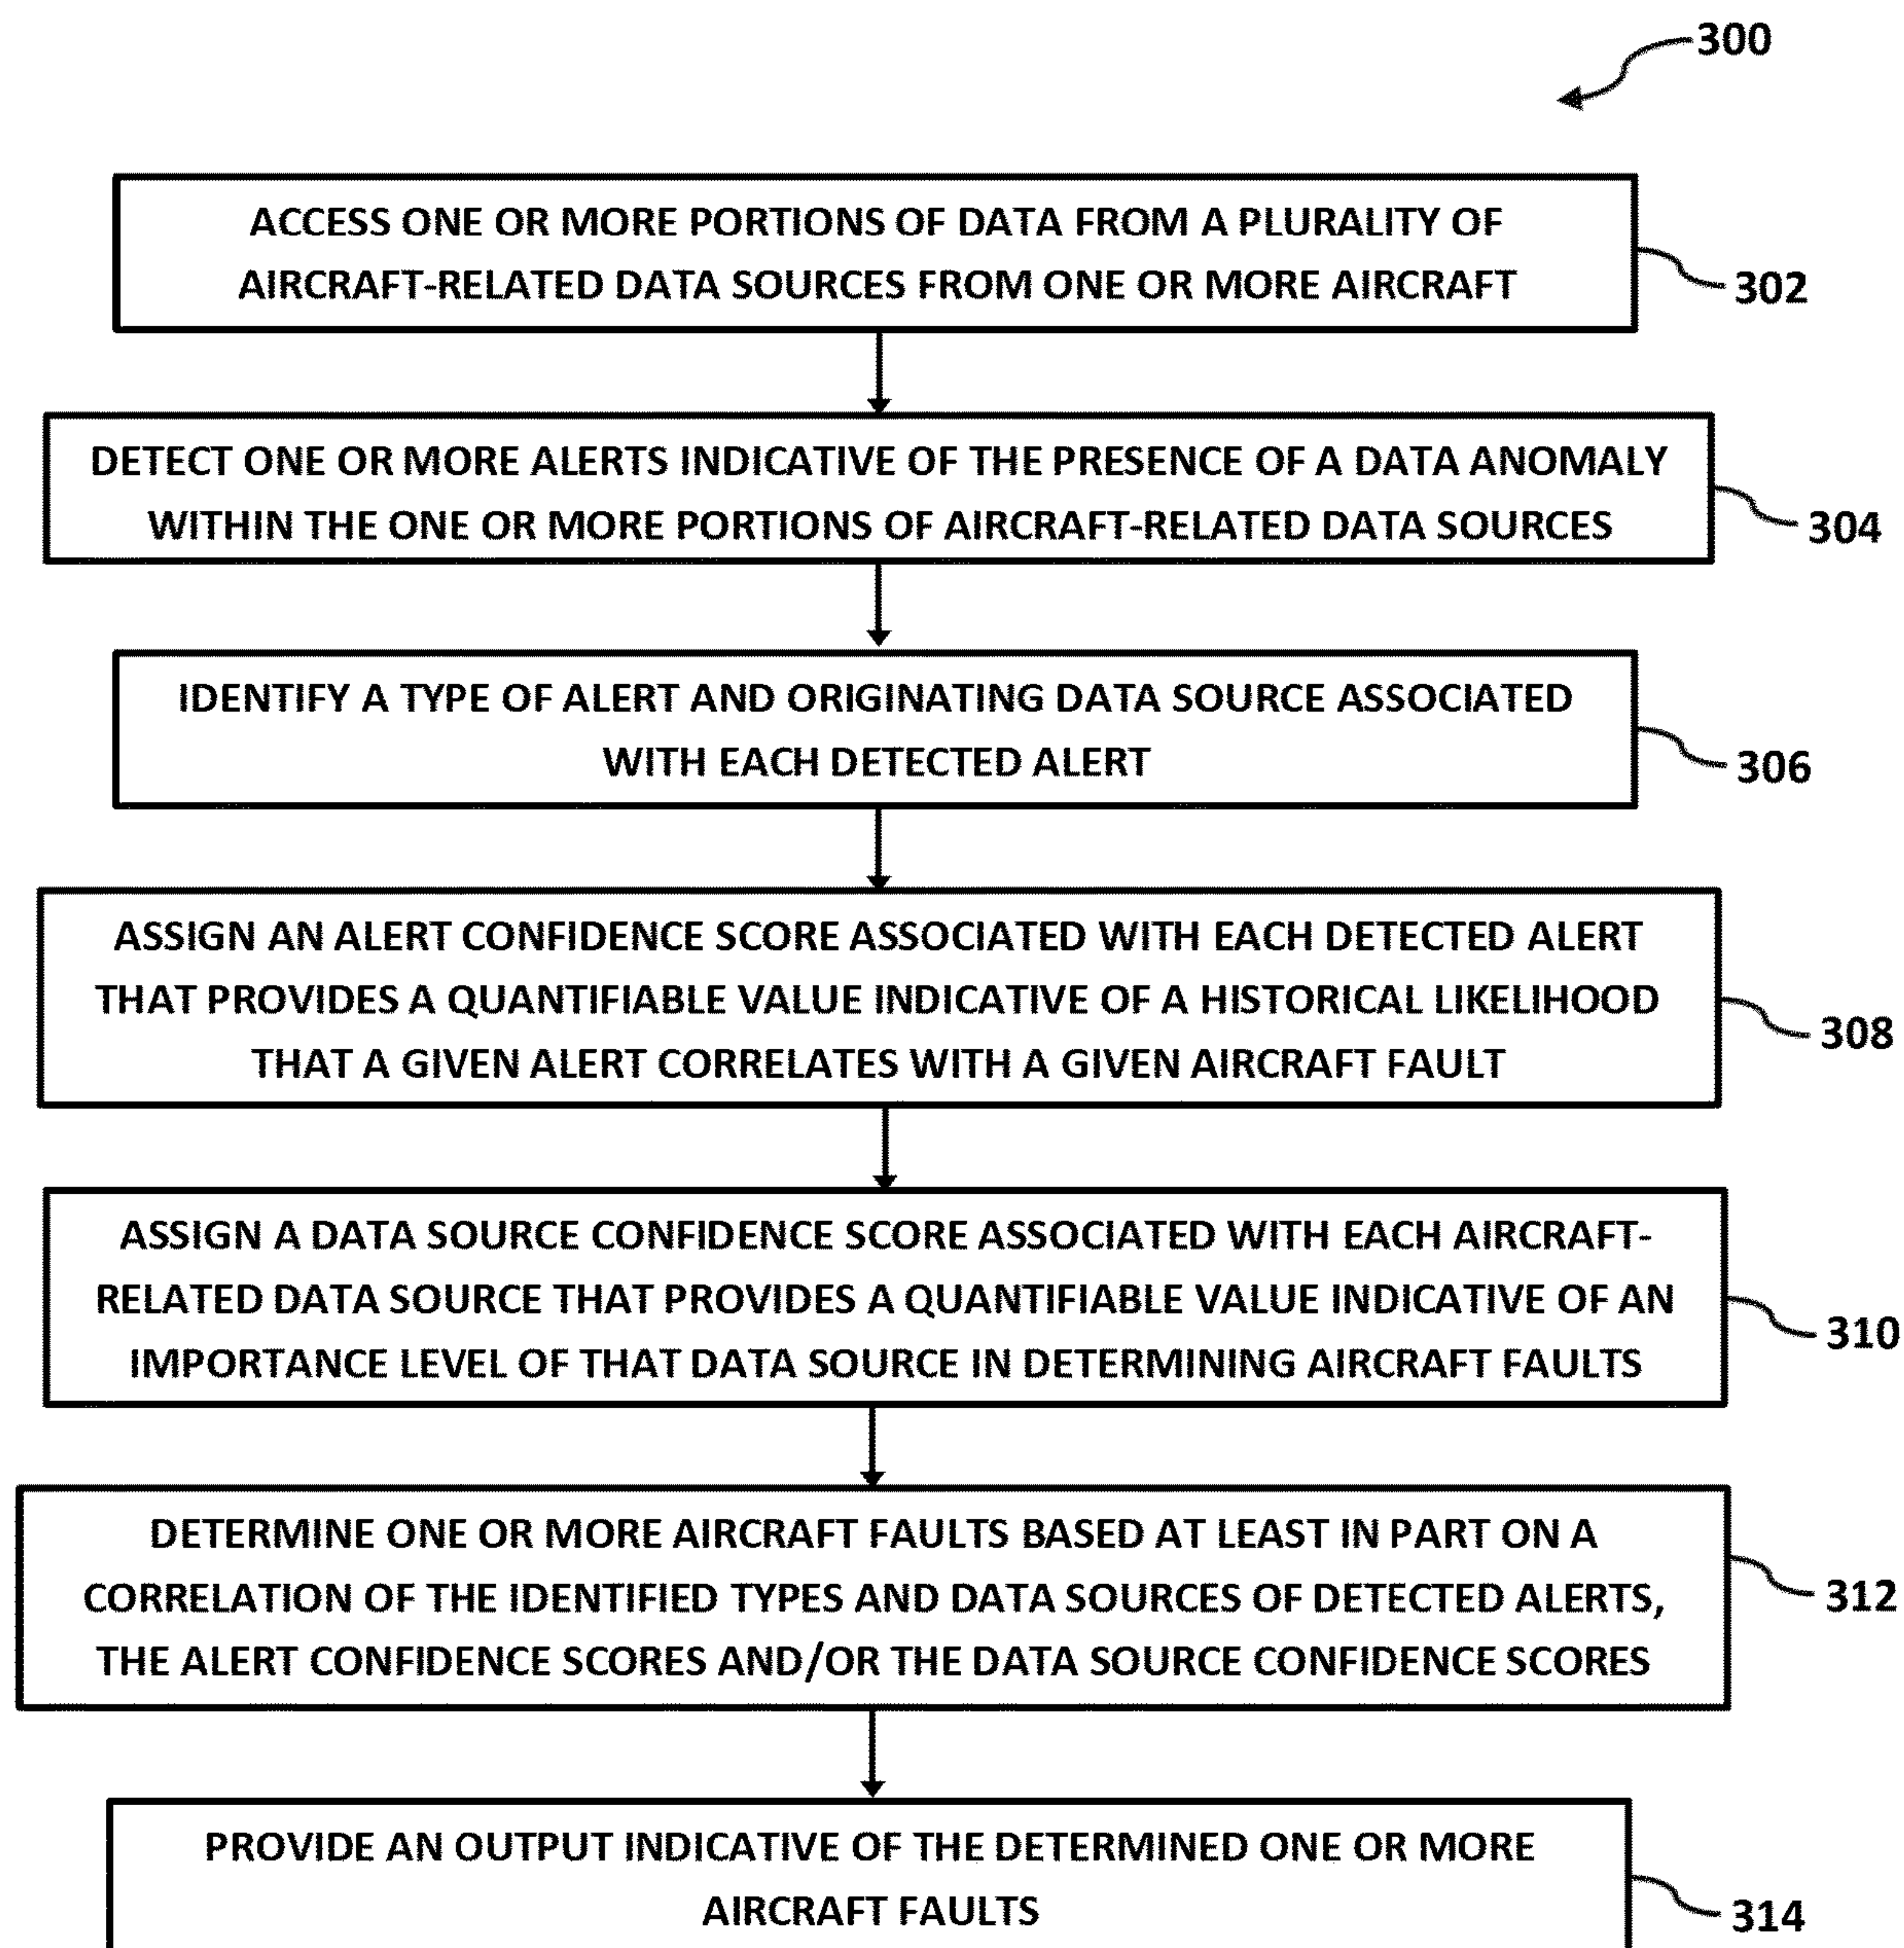 300
ACCESS ONE OR MORE PORTIONS OF DATA FROM A PLURALITY OF
AIRCRAFT-RELATED DATA SOURCES FROM ONE OR MORE AIRCRAFT
302
DETECT ONE OR MORE ALERTS INDICATIVE OF THE PRESENCE OF A DATA ANOMALY
WITHIN THE ONE OR MORE PORTIONS OF AIRCRAFT-RELATED DATA SOURCES
304
IDENTIFY A TYPE OF ALERT AND ORIGINATING DATA SOURCE ASSOCIATED
WITH EACH DETECTED ALERT
306
ASSIGN AN ALERT CONFIDENCE SCORE ASSOCIATED WITH EACH DETECTED ALERT
THAT PROVIDES A QUANTIFIABLE VALUE INDICATIVE OF A HISTORICAL LIKELIHOOD
THAT A GIVEN ALERT CORRELATES WITH A GIVEN AIRCRAFT FAULT
308
ASSIGN A DATA SOURCE CONFIDENCE SCORE ASSOCIATED WITH EACH AIRCRAFT-
RELATED DATA SOURCE THAT PROVIDES A QUANTIFIABLE VALUE INDICATIVE OF AN
IMPORTANCE LEVEL OF THAT DATA SOURCE IN DETERMINING AIRCRAFT FAULTS
310
DETERMINE ONE OR MORE AIRCRAFT FAULTS BASED AT LEAST IN PART ON A
CORRELATION OF THE IDENTIFIED TYPES AND DATA SOURCES OF DETECTED ALERTS,
THE ALERT CONFIDENCE SCORES AND/OR THE DATA SOURCE CONFIDENCE SCORES
312
PROVIDE AN OUTPUT INDICATIVE OF THE DETERMINED ONE OR MORE
AIRCRAFT FAULTS
314